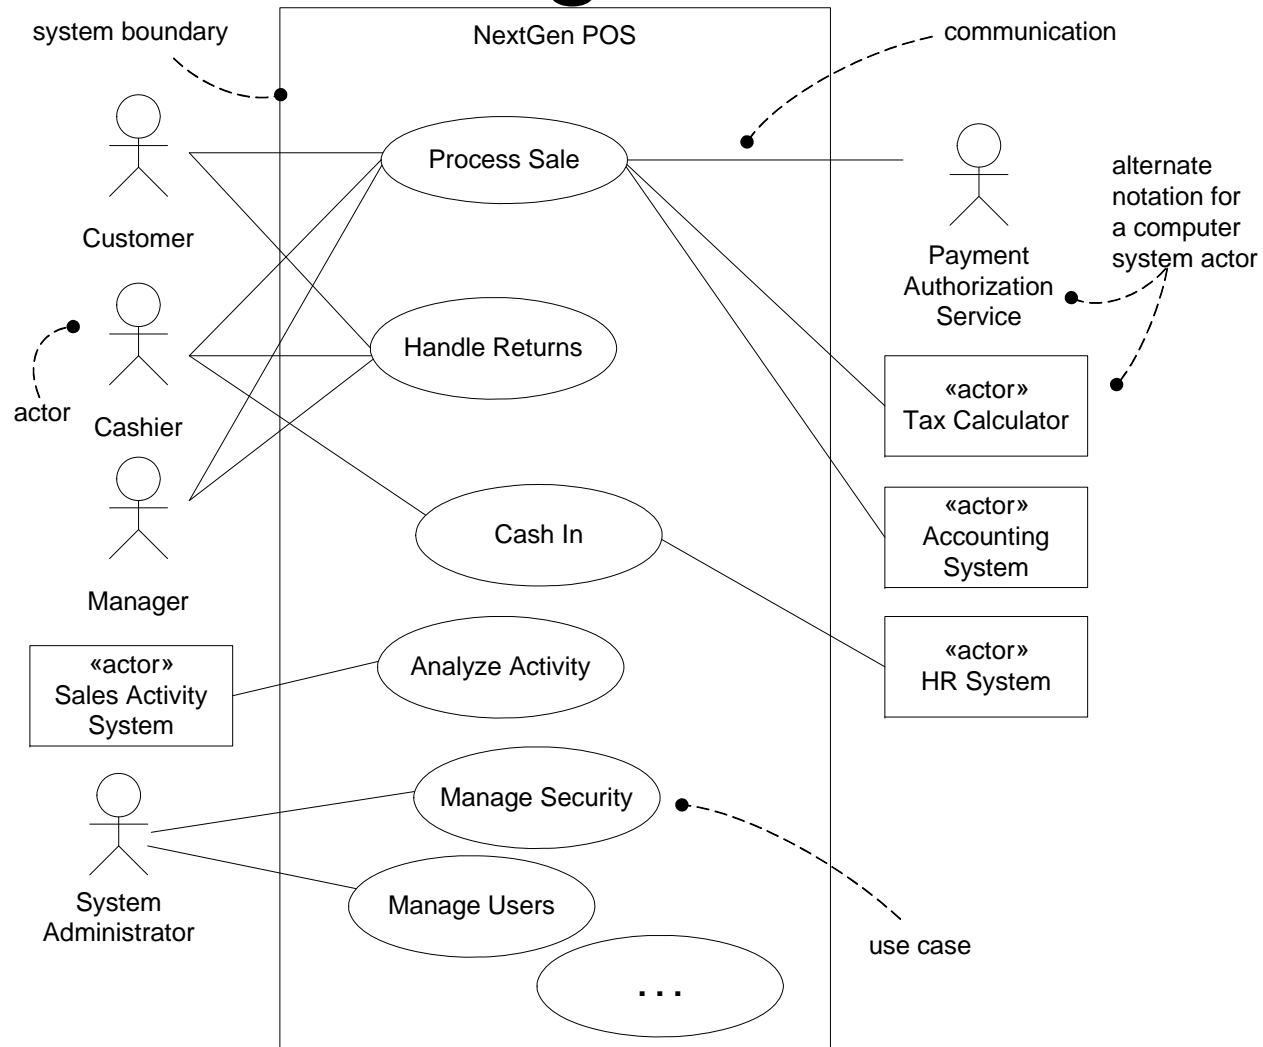 system boundary
NextGen POS
communication
Process Sale
alternate
notation for
a computer
system actor
Customer
Payment
Authorization
Service
Handle Returns
actor
Cashier
«actor»
Tax Calculator
«actor»
Accounting
System
Cash In
Manager
«actor»
Sales Activity
System
Analyze Activity
«actor»
HR System
Manage Security
System
Administrator
Manage Users
use case
. . .